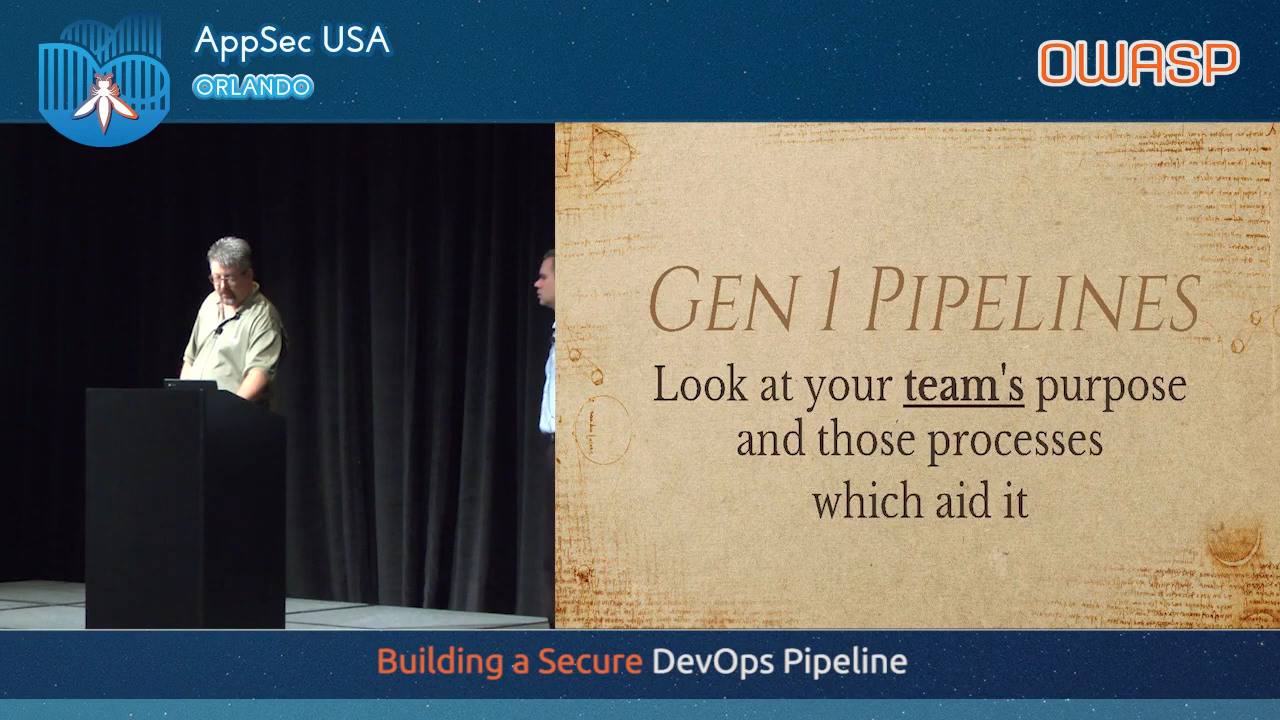 AppSec USA
ORLANDO
OWASP
GEN 1 PIPELINES
Look at your team's purpose
and those processes
which aid it
Building a Secure DevOps Pipeline